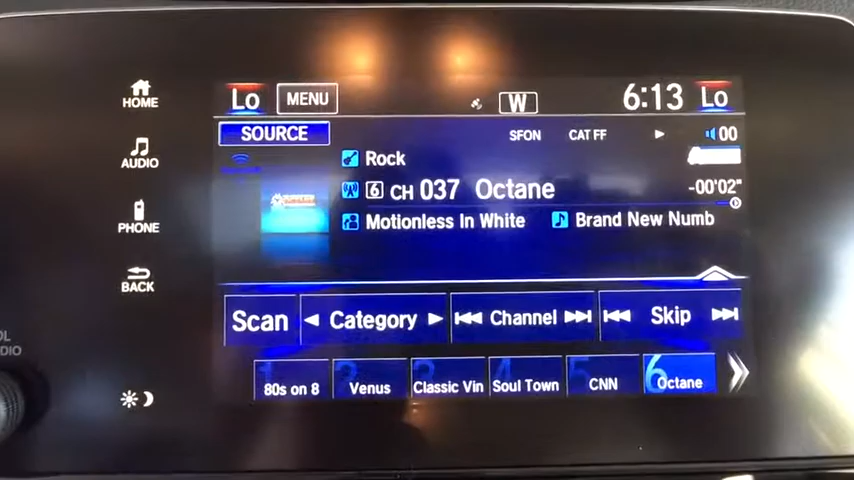 HOME
AUDIO
PHONE
BACK
Lo MENU W 6:13 Lo
SOURCE SFON CAT FF 00
Rock
6 CH 037 Octane -00'02"
Motionless In White Brand New Numb
Scan Category Channel Skip
1 80s on 8
2 Venus
3 Classic Vin
4 Soul Town
5 CNN
6 Octane